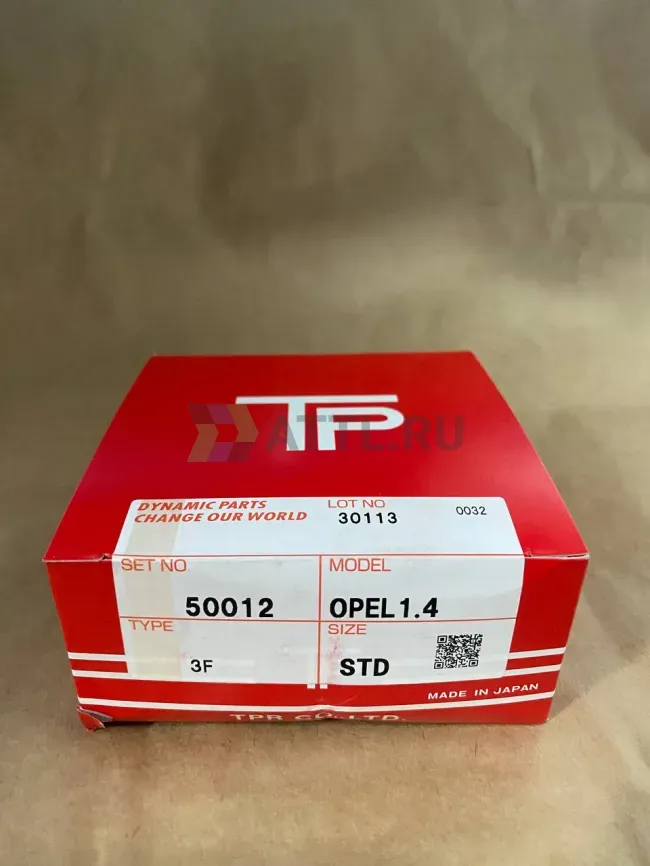 TP
ATTL.RU
DYNAMIC PARTS
CHANGE OUR WORLD
LOT NO
30113
0032
SET NO
50012
MODEL
OPEL1.4
TYPE
3F
SIZE
STD
MADE IN JAPAN
TPR CO.,LTD.